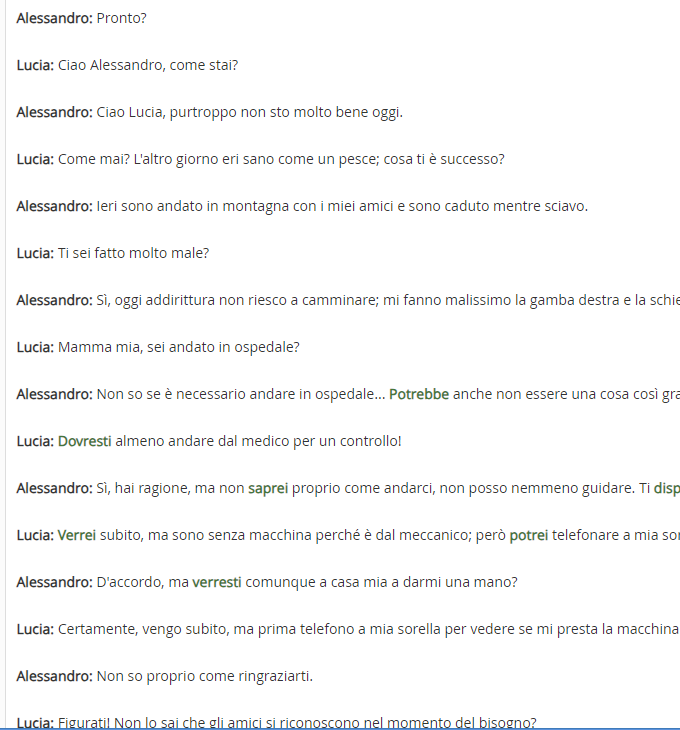 Alessandro: Pronto?
Lucia: Ciao Alessandro, come stai?
Alessandro: Ciao Lucia, purtroppo non sto molto bene oggi.
Lucia: Come mai? L'altro giorno eri sano come un pesce; cosa ti è successo?
Alessandro: Ieri sono andato in montagna con i miei amici e sono caduto mentre sciavo.
Lucia: Ti sei fatto molto male?
Alessandro: Sì, oggi addirittura non riesco a camminare; mi fanno malissimo la gamba destra e la schie
Lucia: Mamma mia, sei andato in ospedale?
Alessandro: Non so se è necessario andare in ospedale... Potrebbe anche non essere una cosa così gra
Lucia: Dovresti almeno andare dal medico per un controllo!
Alessandro: Sì, hai ragione, ma non saprei proprio come andarci, non posso nemmeno guidare. Ti disp
Lucia: Verrei subito, ma sono senza macchina perché è dal meccanico; però potrei telefonare a mia sor
Alessandro: D'accordo, ma verresti comunque a casa mia a darmi una mano?
Lucia: Certamente, vengo subito, ma prima telefono a mia sorella per vedere se mi presta la macchina
Alessandro: Non so proprio come ringraziarti.
Lucia: Figurati! Non lo sai che gli amici si riconoscono nel momento del bisogno?